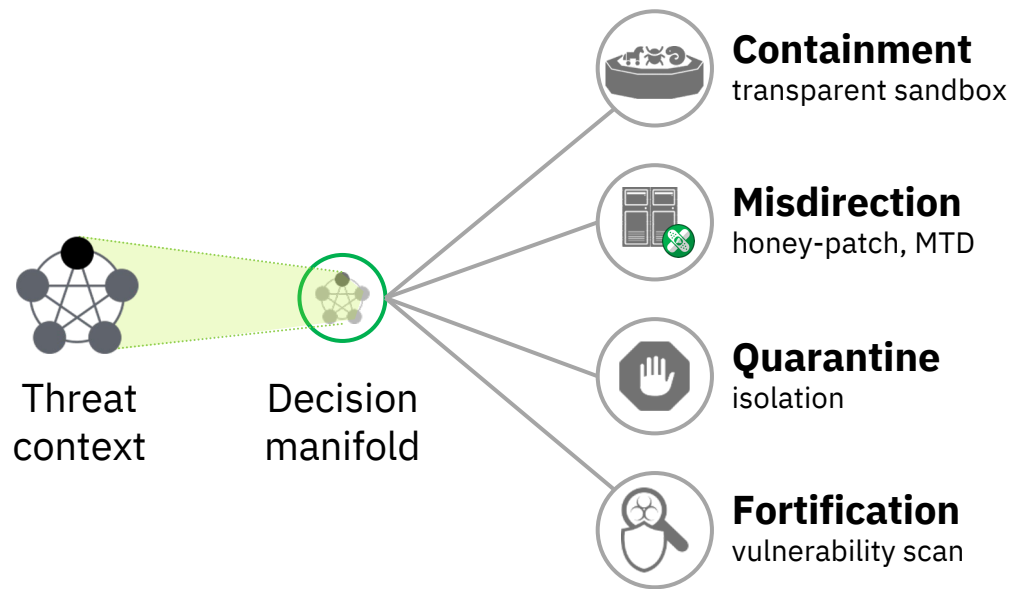 Threat
context
Decision
manifold
Containment
transparent sandbox
Misdirection
honey-patch, MTD
Quarantine
isolation
Fortification
vulnerability scan